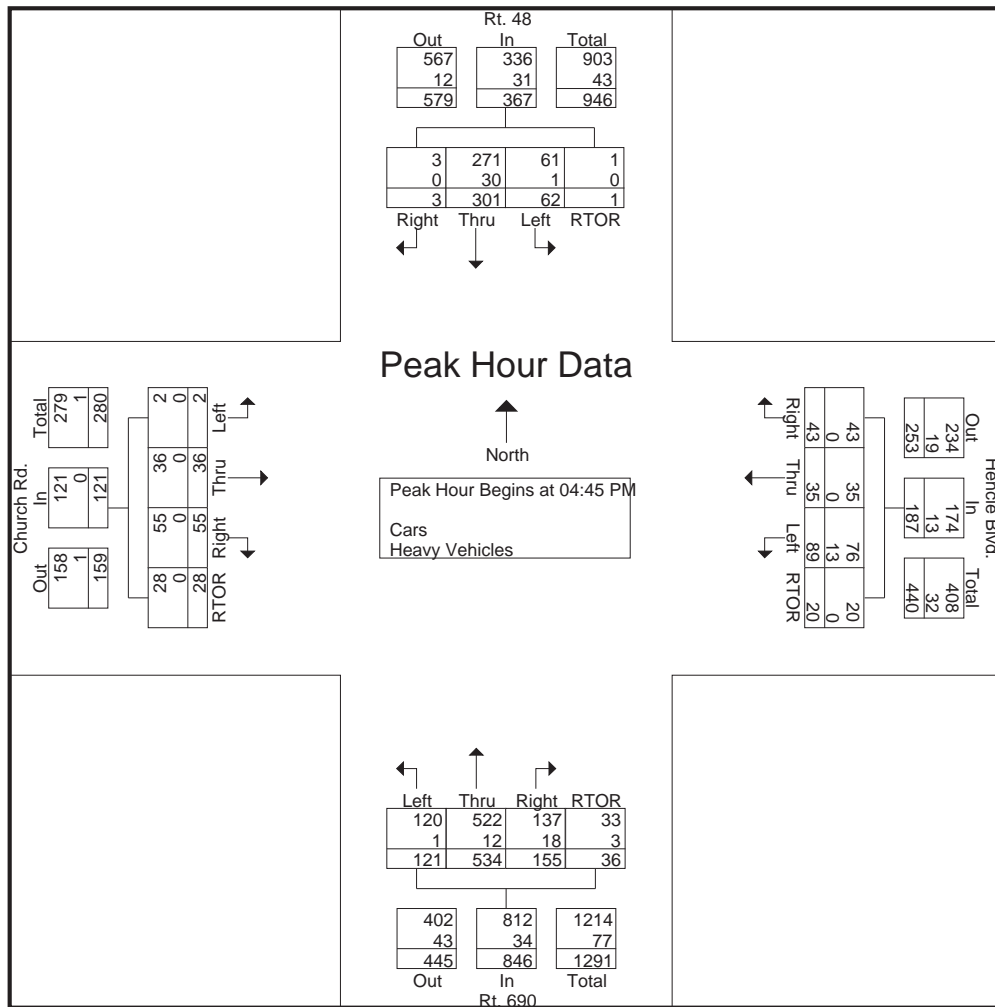 Rt. 48
Out In Total
567 336 903
12 31 43
579 367 946
3 271 61 1
0 30 1 0
3 301 62 1
Right Thru Left RTOR
Peak Hour Data
North
Peak Hour Begins at 04:45 PM
Cars
Heavy Vehicles
Church Rd.
Total In Out
279 121 158
1 0 1
280 121 159
2 36 55 28
0 0 0 0
2 36 55 28
Left Thru Right RTOR
Right Thru Left RTOR
43 35 89 20
0 0 13 0
43 35 76 20
253 187 440
19 13 32
234 174 408
Out In Total
Hencle Blvd.
Left Thru Right RTOR
120 522 137 33
1 12 18 3
121 534 155 36
402 812 1214
43 34 77
445 846 1291
Out In Total
Rt. 690